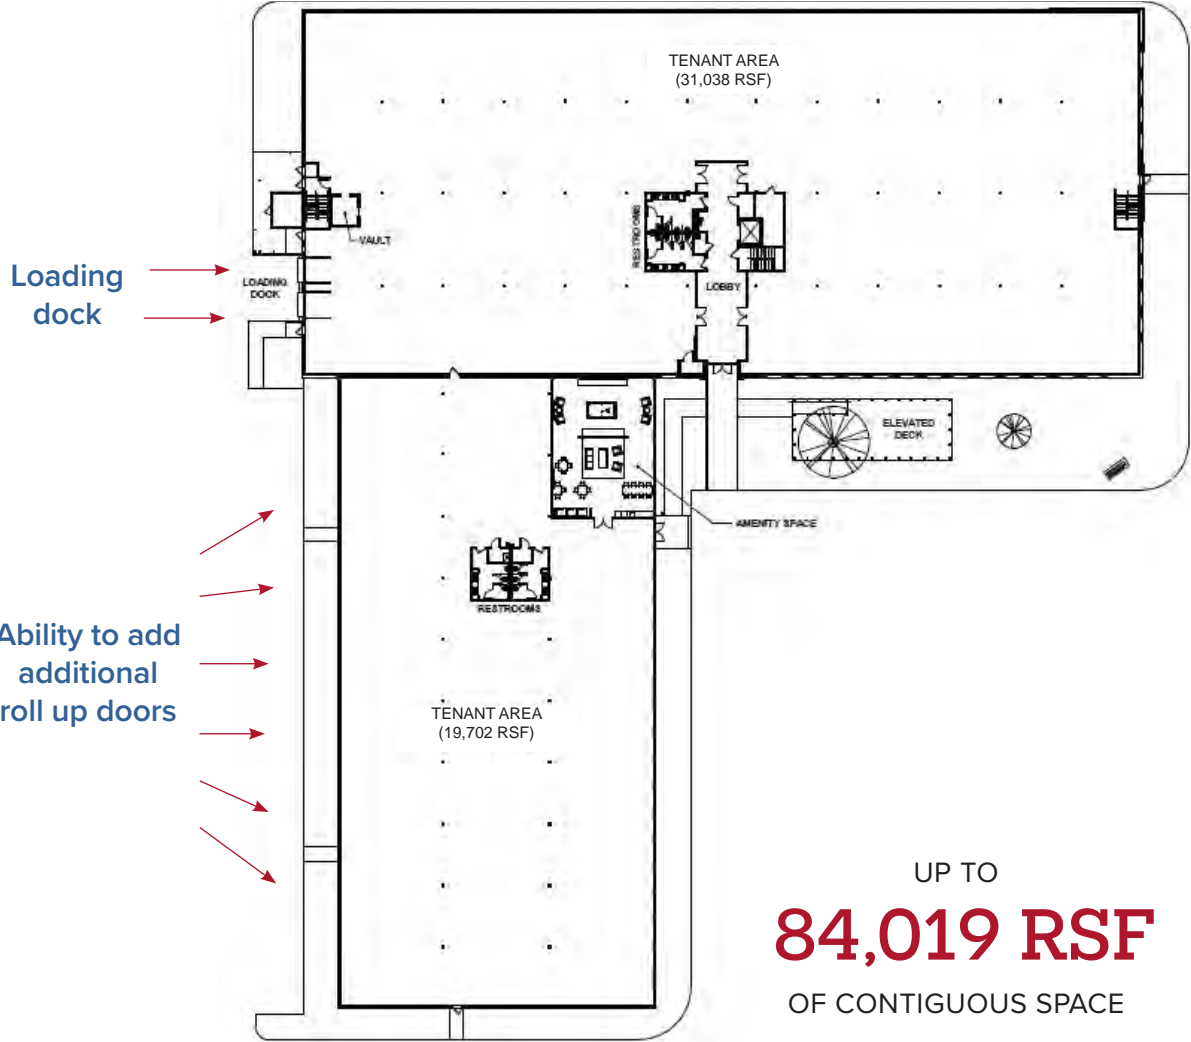 TENANT AREA
(31,038 RSF)
RESTROOMS
VAULT
Loading
dock
LOADING
DOCK
LOBBY
ELEVATED
DECK
AMENITY SPACE
RESTROOMS
Ability to add
additional
roll up doors
TENANT AREA
(19,702 RSF)
UP TO
84,019 RSF
OF CONTIGUOUS SPACE